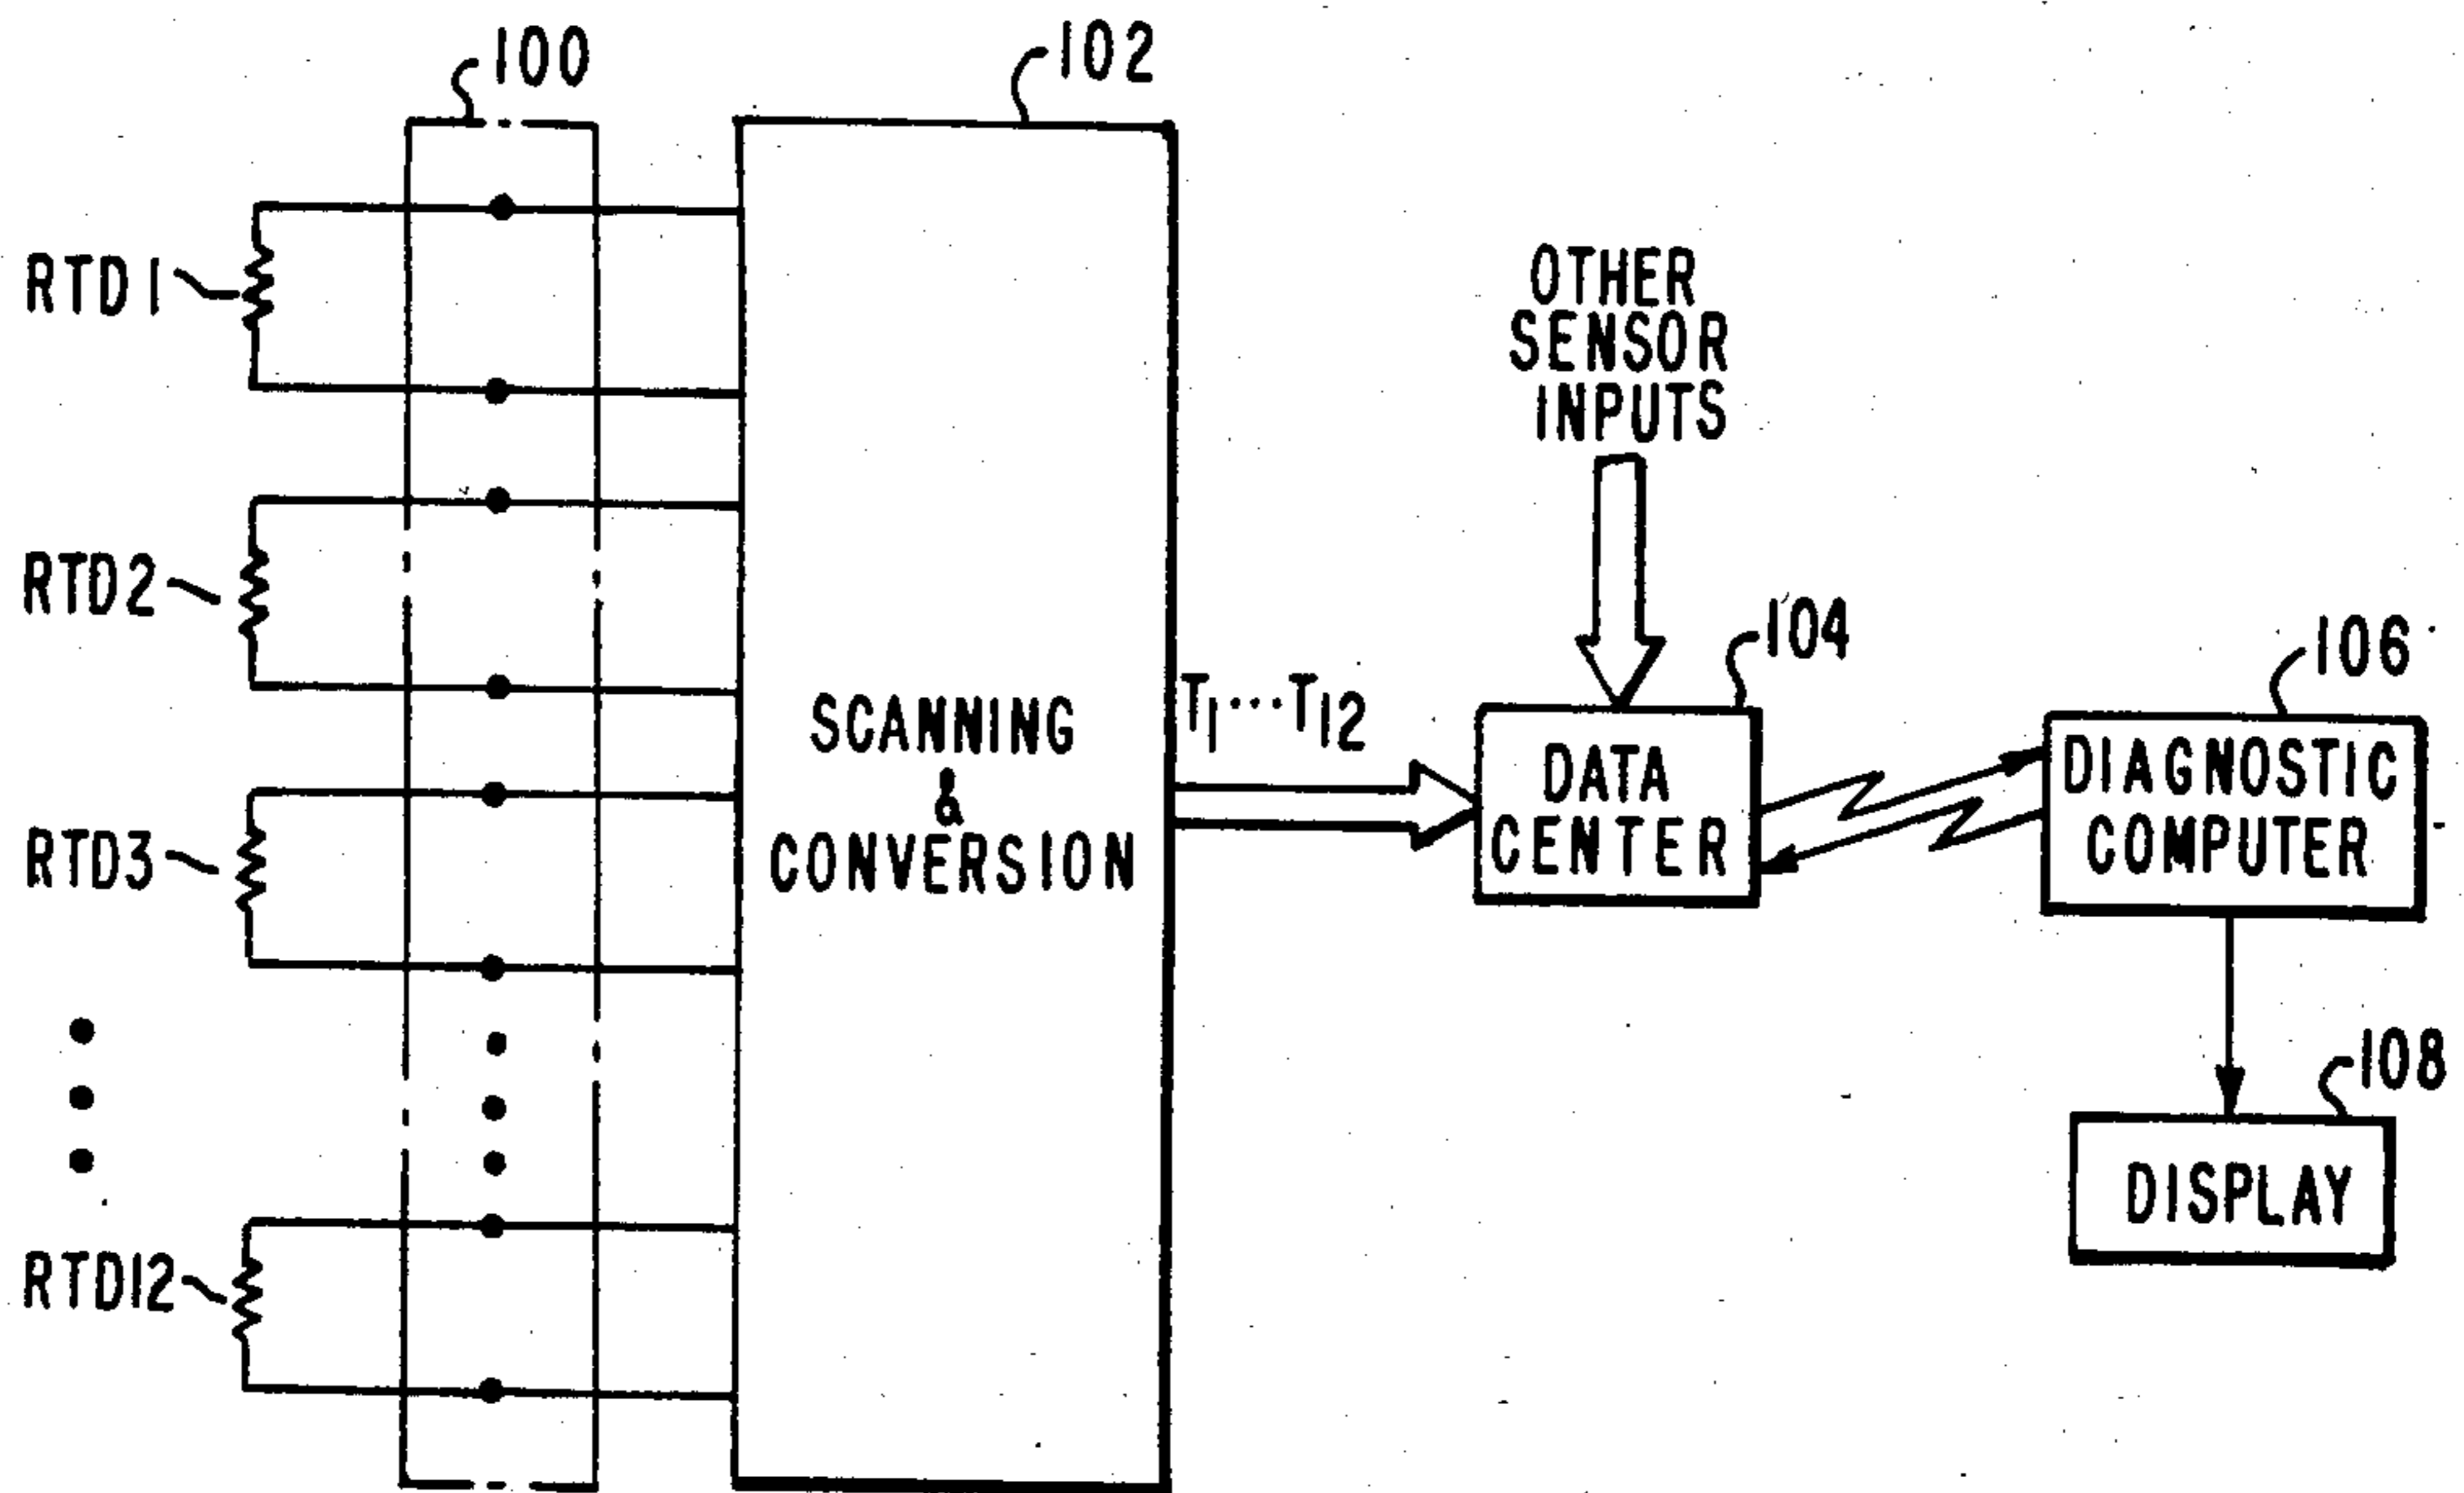 100
102
RTD1
OTHER
SENSOR
INPUTS
RTD2
104
106
T1...T12
SCANNING
&
CONVERSION
DATA
CENTER
DIAGNOSTIC
COMPUTER
RTD3
108
DISPLAY
RTD12